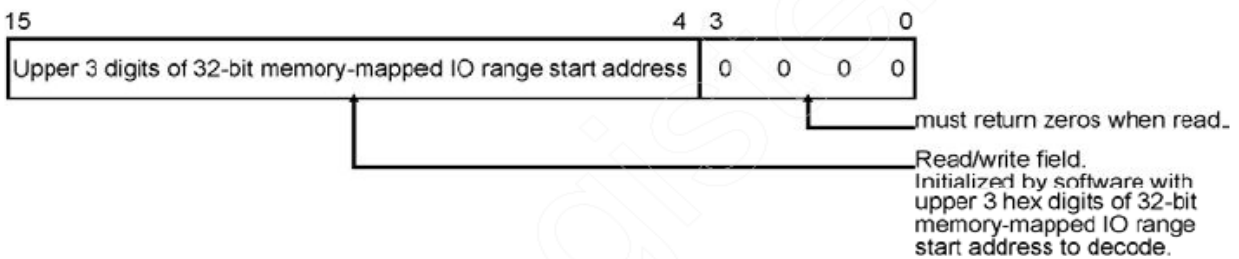 15 4 3 0
Upper 3 digits of 32-bit memory-mapped IO range start address 0 0 0 0
must return zeros when read.
Read/write field.
Initialized by software with
upper 3 hex digits of 32-bit
memory-mapped IO range
start address to decode.